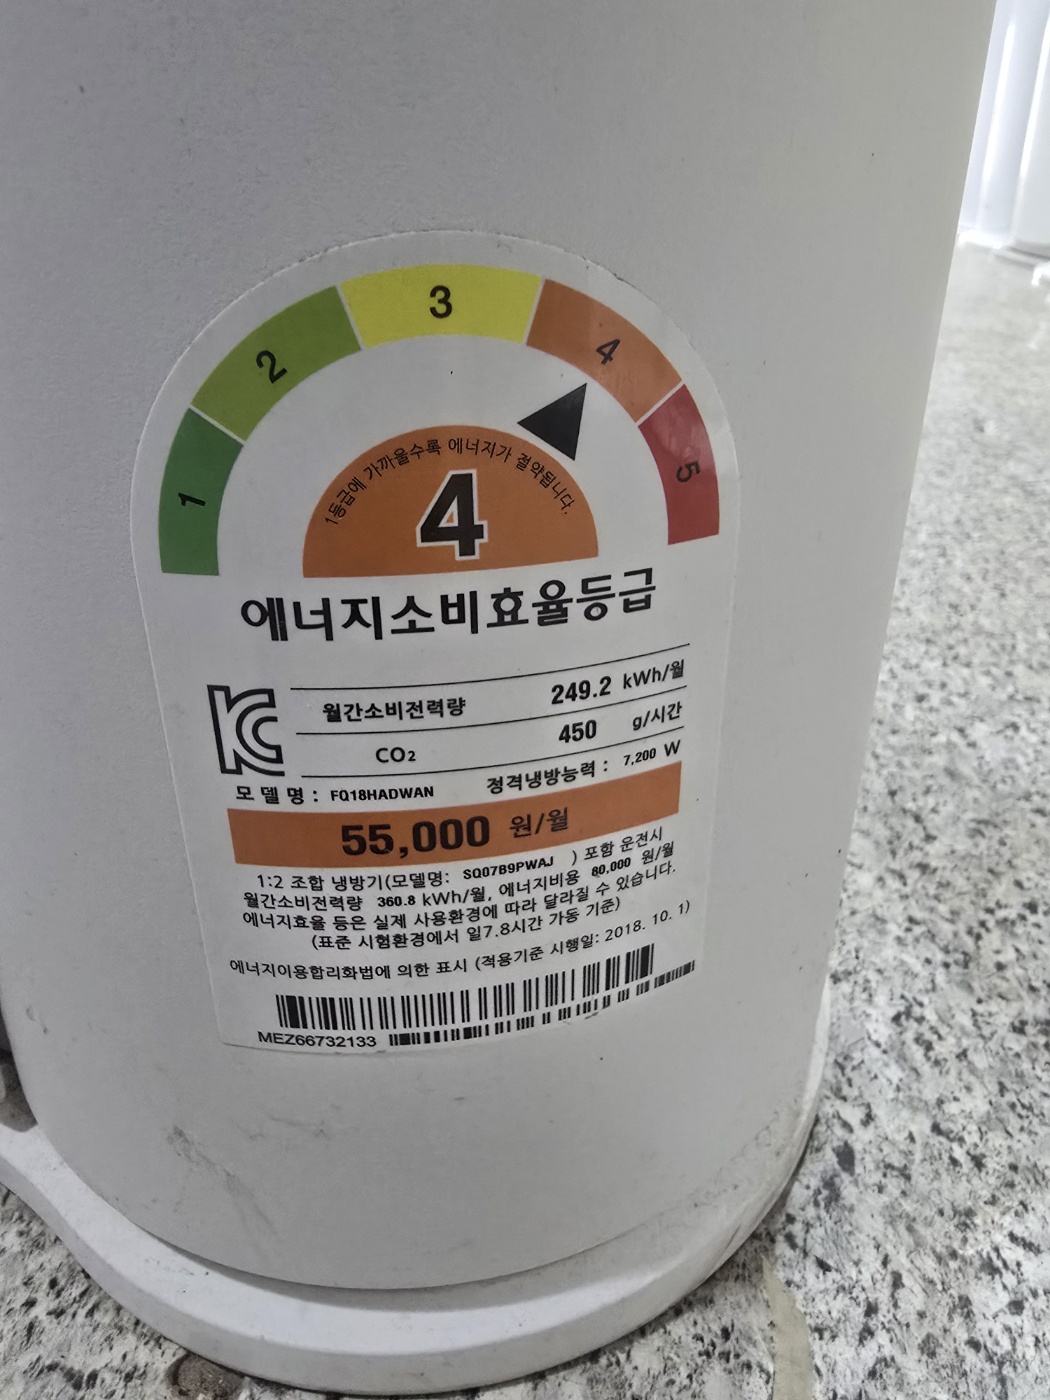 1
2
3
4
5
1등급에 가까울수록 에너지가 절약됩니다.
4
에너지소비효율등급
월간소비전력량 249.2 kWh/월
CO₂ 450 g/시간
모델명 : FQ18HADWAN 정격냉방능력 : 7,200 W
55,000 원/월
1:2 조합 냉방기(모델명: SQ07B9PWAJ ) 포함 운전시
월간소비전력량 360.8 kWh/월, 에너지비용 80,000 원/월
에너지효율 등은 실제 사용환경에 따라 달라질 수 있습니다.
(표준 시험환경에서 일7.8시간 가동 기준)
에너지이용합리화법에 의한 표시 (적용기준 시행일: 2018. 10. 1)
MEZ66732133